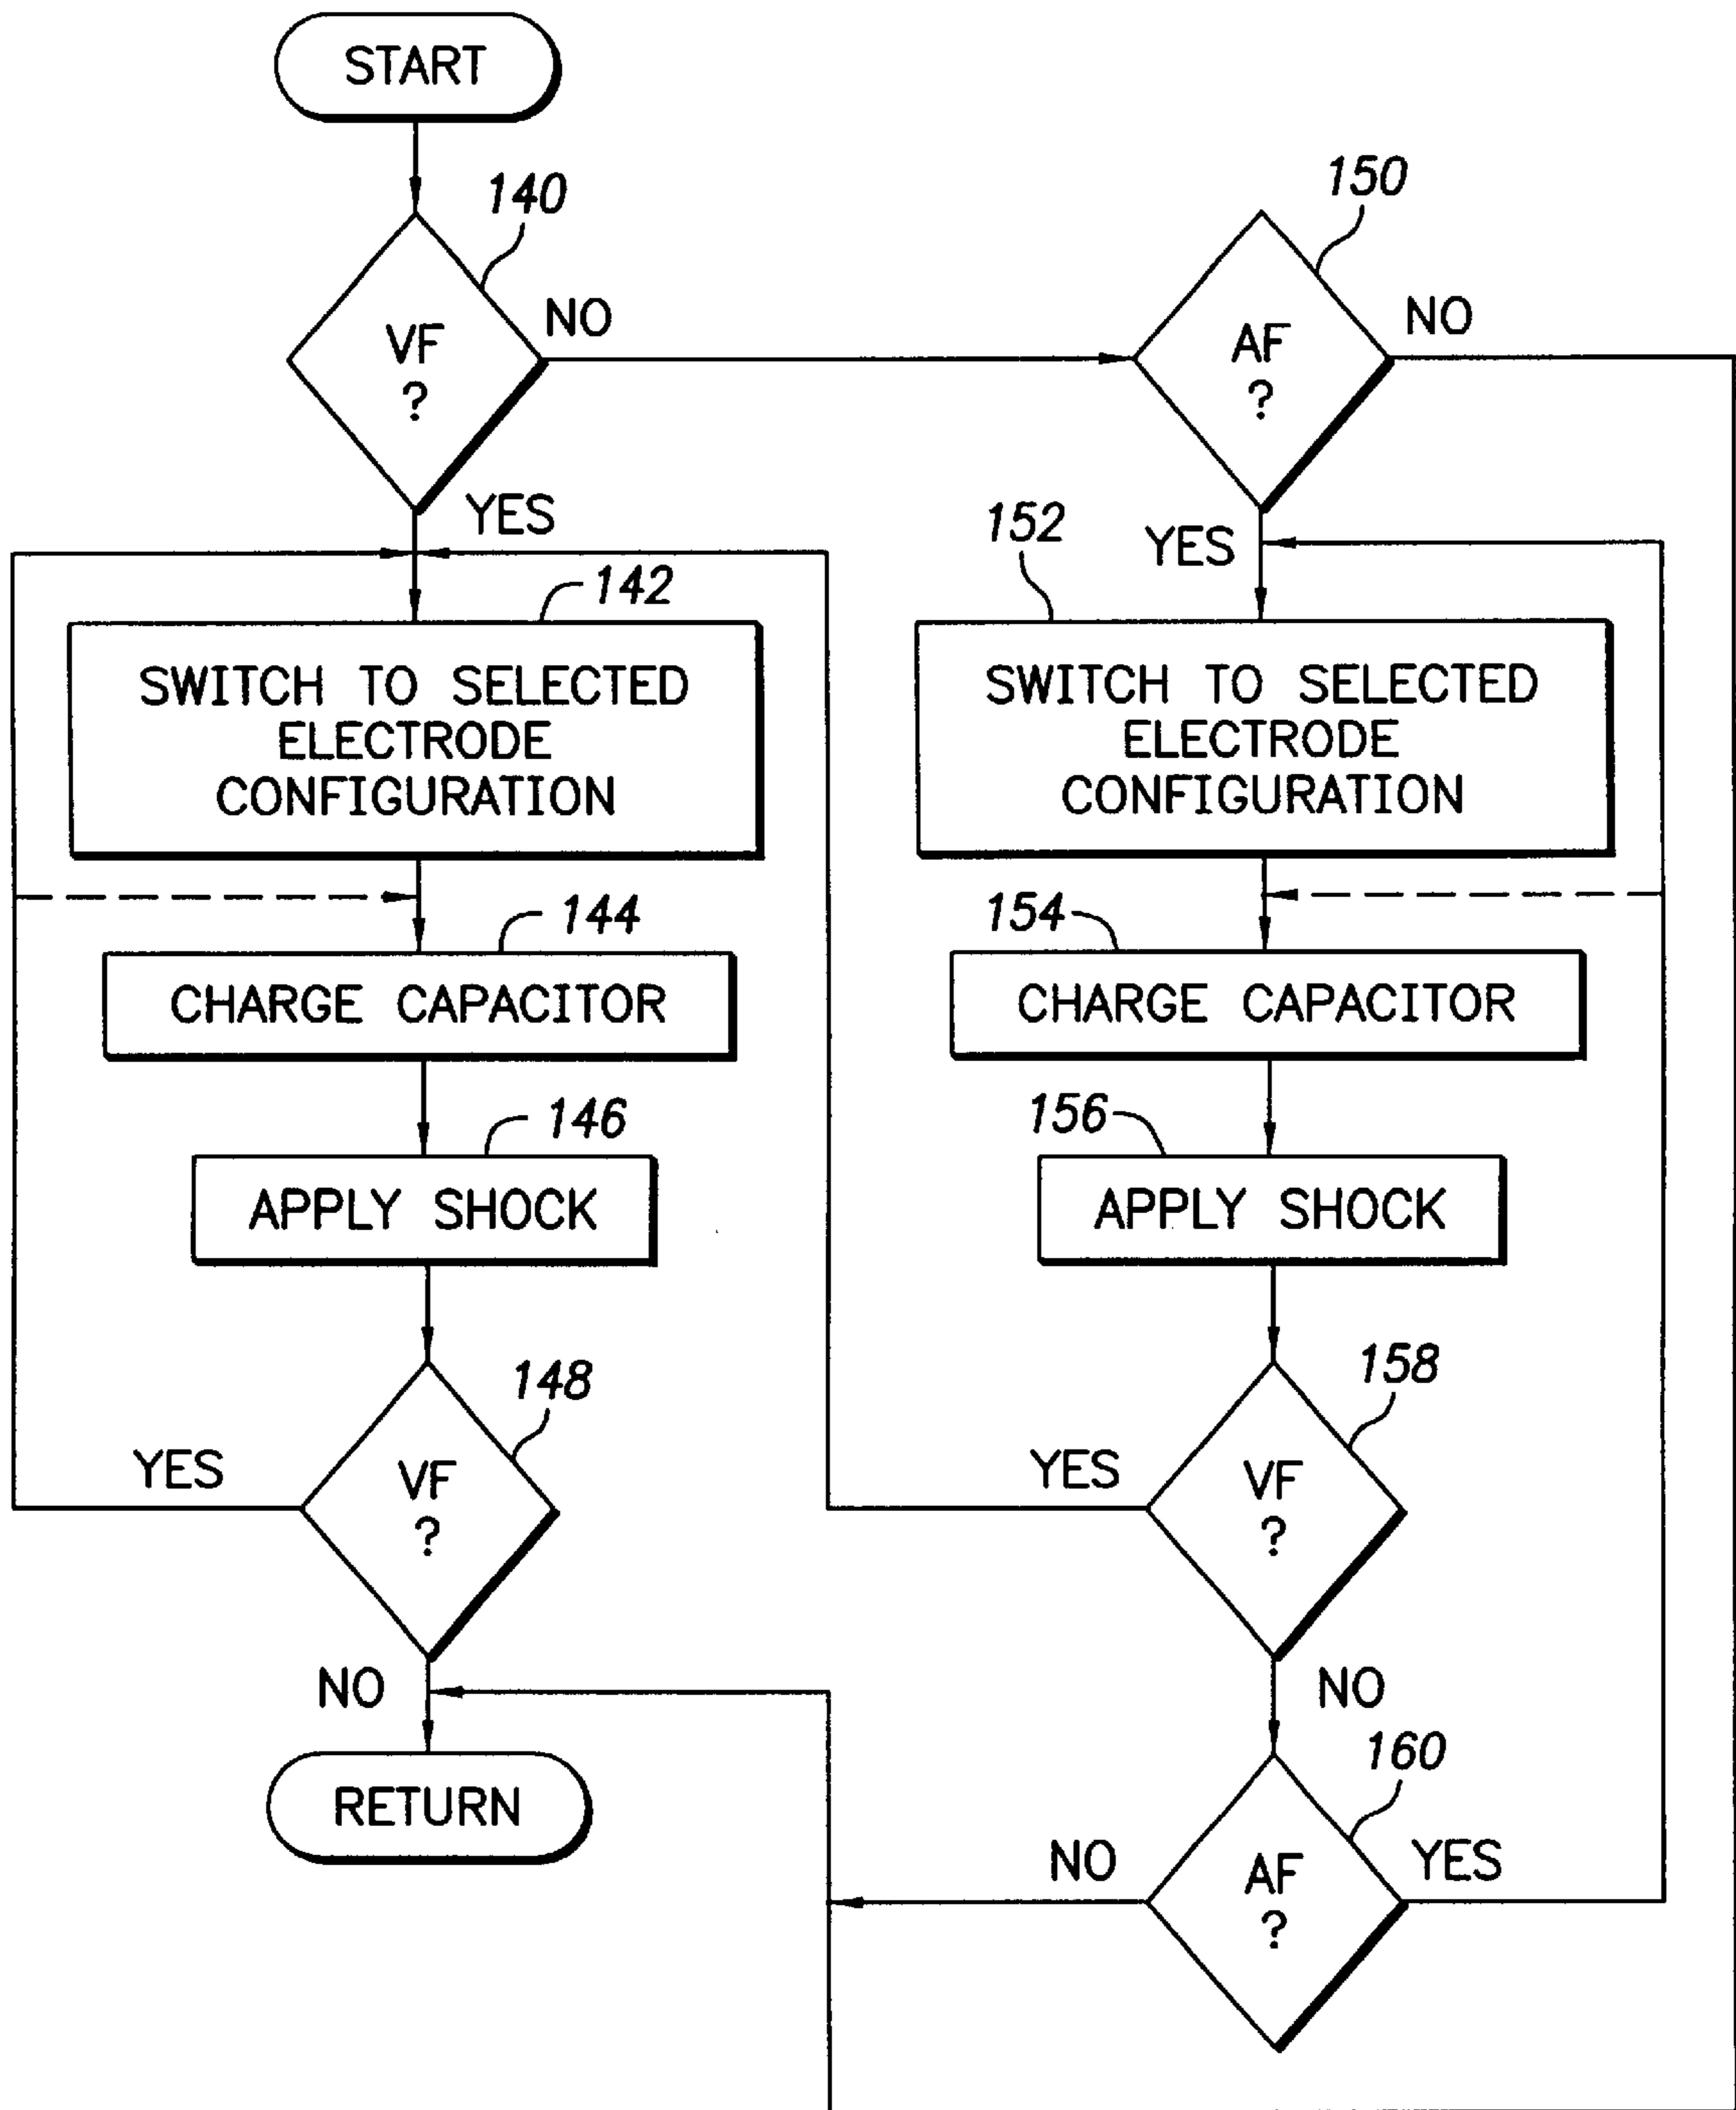 START
140
VF
?
NO
YES
150
AF
?
NO
YES
142
SWITCH TO SELECTED
ELECTRODE
CONFIGURATION
152
SWITCH TO SELECTED
ELECTRODE
CONFIGURATION
144
CHARGE CAPACITOR
154
CHARGE CAPACITOR
146
APPLY SHOCK
156
APPLY SHOCK
148
YES
VF
?
NO
158
YES
VF
?
NO
RETURN
160
NO
AF
?
YES